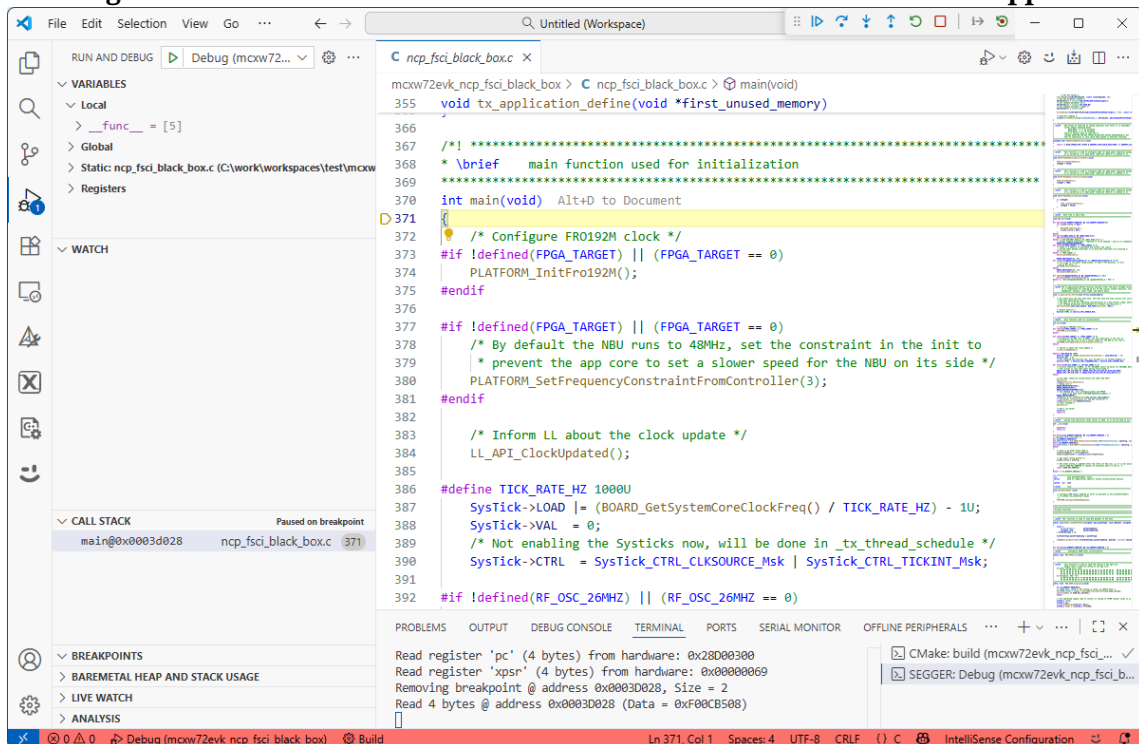 File Edit Selection View Go ··· Untitled (Workspace)
RUN AND DEBUG Debug (mcxw72... ···
VARIABLES
Local
__func__ = [5]
Global
Static: ncp_fsci_black_box.c (C:\work\workspaces\test\mcxw
Registers
WATCH
CALL STACK Paused on breakpoint
main@0x0003d028 ncp_fsci_black_box.c 371
BREAKPOINTS
BAREMETAL HEAP AND STACK USAGE
LIVE WATCH
ANALYSIS
C ncp_fsci_black_box.c ×
mcxw72evk_ncp_fsci_black_box > C ncp_fsci_black_box.c > main(void)
355 void tx_application_define(void *first_unused_memory)
366
367 /*! *****************************************************************************
368 * \brief main function used for initialization
369 ********************************************************************************
370 int main(void) Alt+D to Document
371 {
372 /* Configure FRO192M clock */
373 #if !defined(FPGA_TARGET) || (FPGA_TARGET == 0)
374 PLATFORM_InitFro192M();
375 #endif
376
377 #if !defined(FPGA_TARGET) || (FPGA_TARGET == 0)
378 /* By default the NBU runs to 48MHz, set the constraint in the init to
379 * prevent the app core to set a slower speed for the NBU on its side */
380 PLATFORM_SetFrequencyConstraintFromController(3);
381 #endif
382
383 /* Inform LL about the clock update */
384 LL_API_ClockUpdated();
385
386 #define TICK_RATE_HZ 1000U
387 SysTick->LOAD |= (BOARD_GetSystemCoreClockFreq() / TICK_RATE_HZ) - 1U;
388 SysTick->VAL = 0;
389 /* Not enabling the Systicks now, will be done in _tx_thread_schedule */
390 SysTick->CTRL = SysTick_CTRL_CLKSOURCE_Msk | SysTick_CTRL_TICKINT_Msk;
391
392 #if !defined(RF_OSC_26MHZ) || (RF_OSC_26MHZ == 0)
PROBLEMS OUTPUT DEBUG CONSOLE TERMINAL PORTS SERIAL MONITOR OFFLINE PERIPHERALS ···
Read register 'pc' (4 bytes) from hardware: 0x28D00300
Read register 'xpsr' (4 bytes) from hardware: 0x00000069
Removing breakpoint @ address 0x0003D028, Size = 2
Read 4 bytes @ address 0x0003D028 (Data = 0xF00CB508)
CMake: build (mcxw72evk_ncp_fsci_...
SEGGER: Debug (mcxw72evk_ncp_fsci_b...
0 0 Debug (mcxw72evk_ncp_fsci_black_box) Build Ln 371, Col 1 Spaces: 4 UTF-8 CRLF {} C IntelliSense Configuration